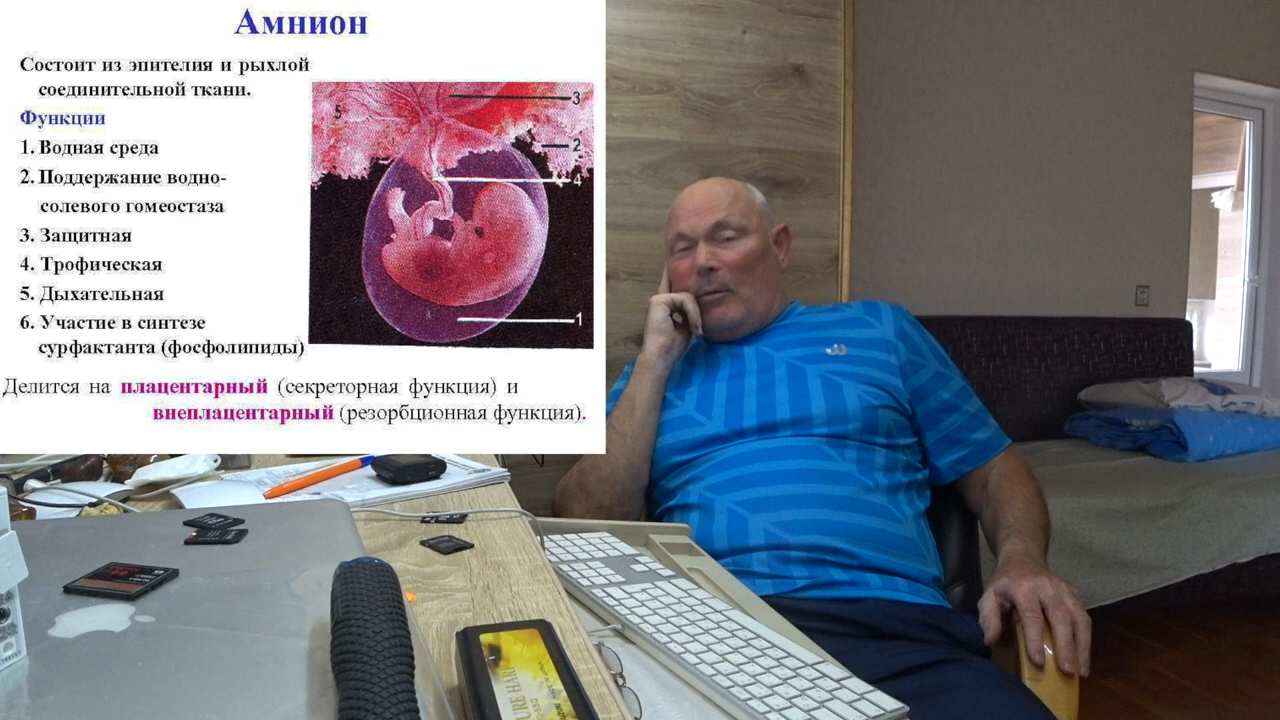 Амнион
Состоит из эпителия и рыхлой
соединительной ткани.
Функции
1. Водная среда
2. Поддержание водно-
солевого гомеостаза
3. Защитная
4. Трофическая
5. Дыхательная
6. Участие в синтезе
сурфактанта (фосфолипиды)
5
3
2
4
1
Делится на плацентарный (секреторная функция) и
внеплацентарный (резорбционная функция).